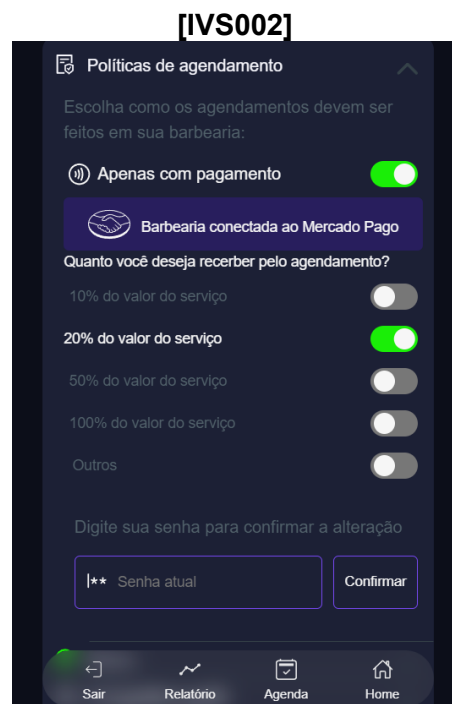 [IVS002]
Políticas de agendamento
Escolha como os agendamentos devem ser
feitos em sua barbearia:
Apenas com pagamento
Barbearia conectada ao Mercado Pago
Quanto você deseja recerber pelo agendamento?
10% do valor do serviço
20% do valor do serviço
50% do valor do serviço
100% do valor do serviço
Outros
Digite sua senha para confirmar a alteração
|** Senha atual
Confirmar
Sair
Relatório
Agenda
Home